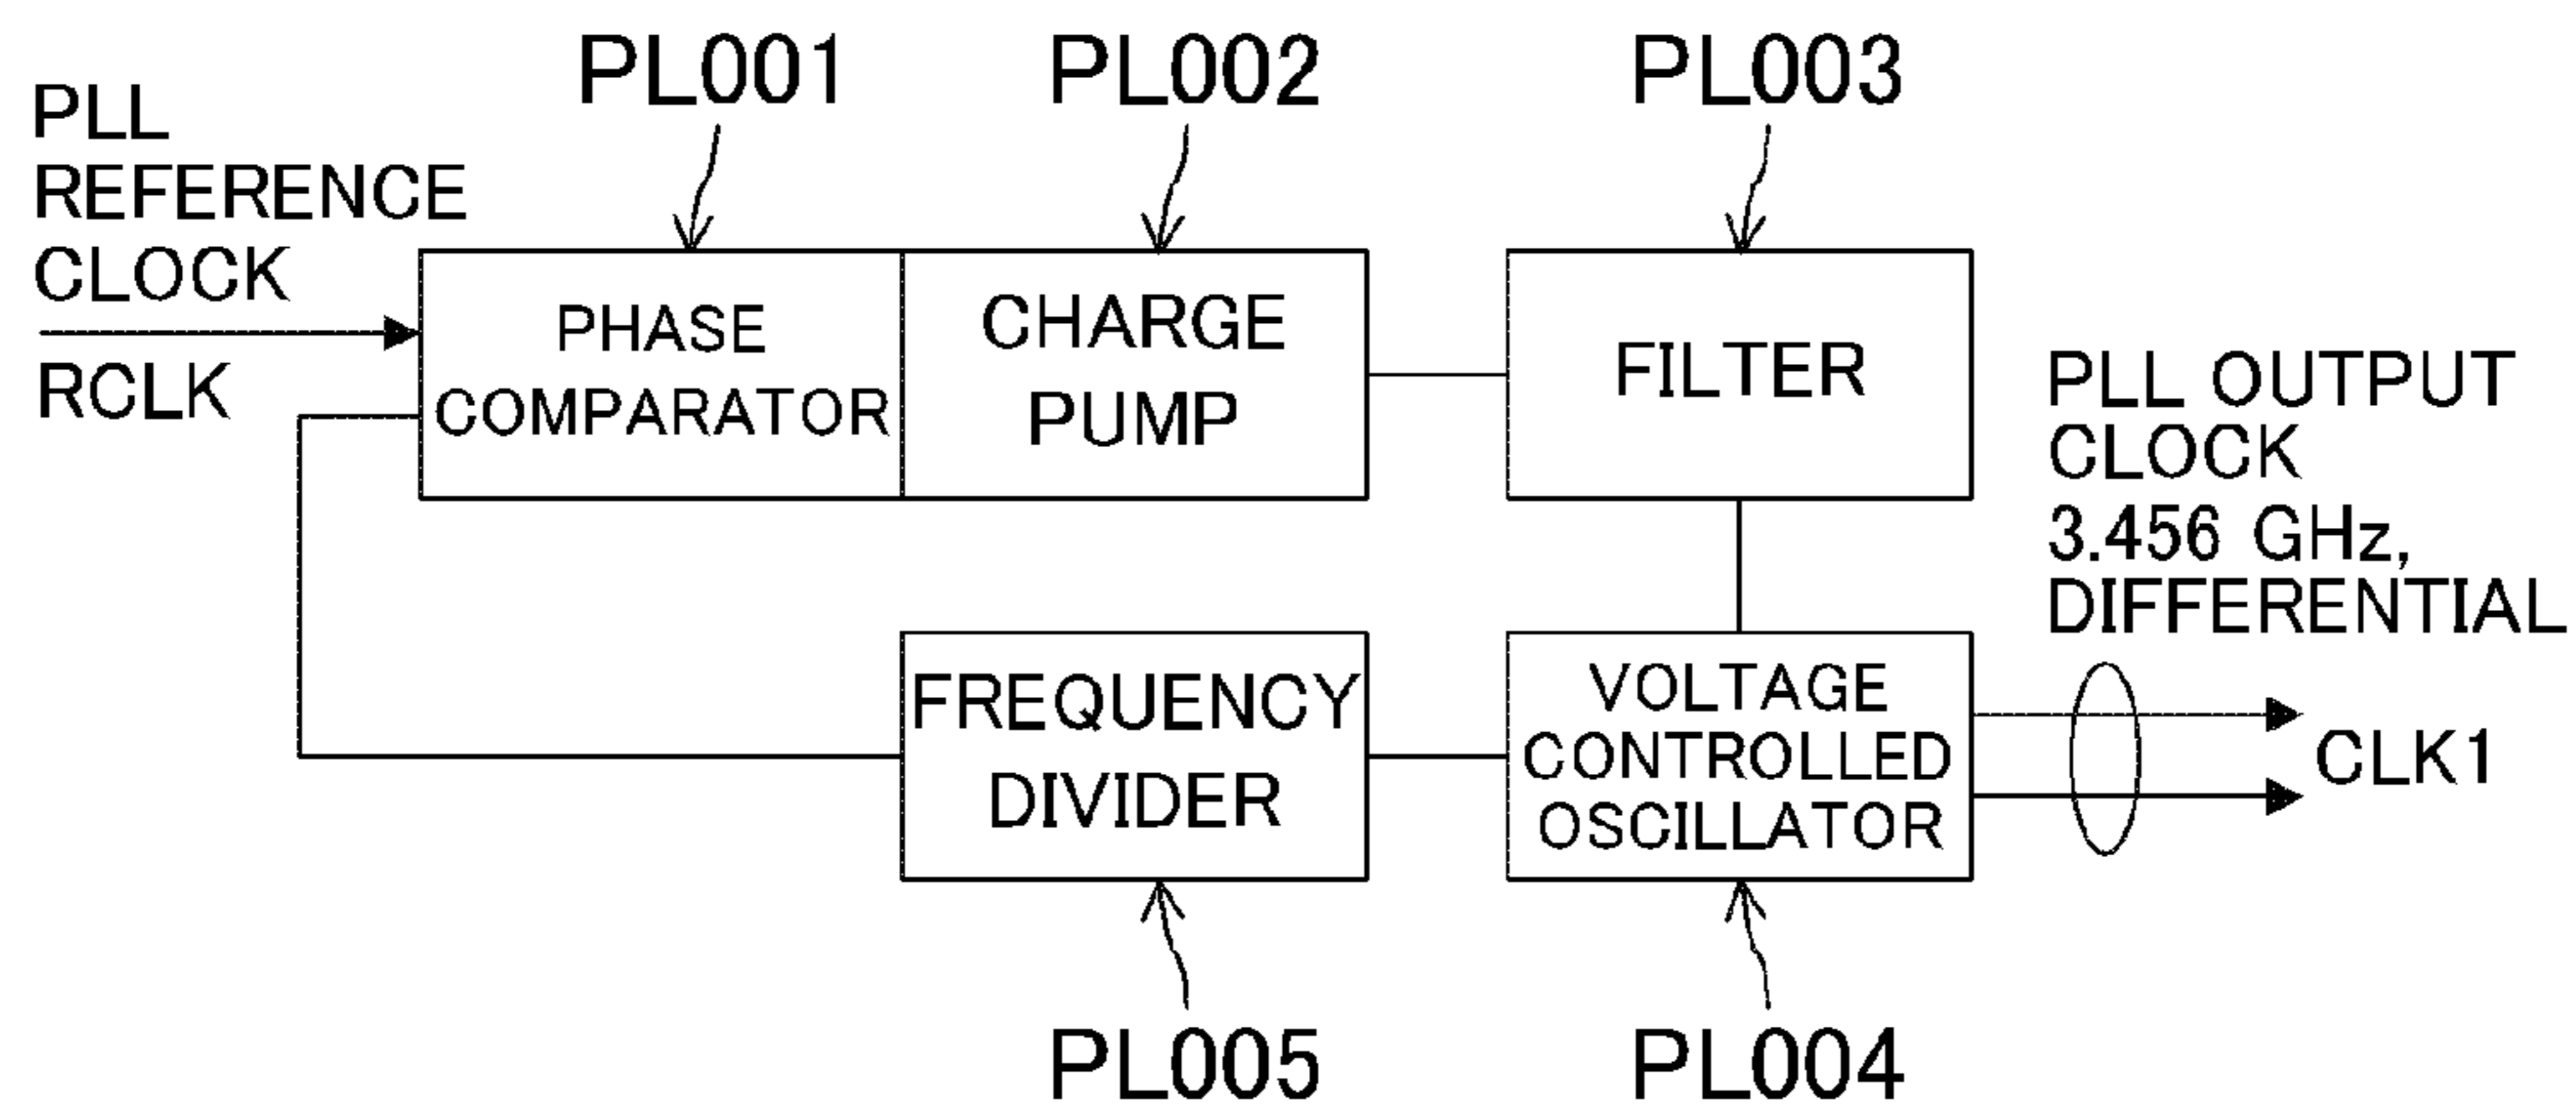 PL001
PL002
PL003
PLL
REFERENCE
CLOCK
RCLK
PHASE
COMPARATOR
CHARGE
PUMP
FILTER
PLL OUTPUT
CLOCK
3.456 GHz,
DIFFERENTIAL
FREQUENCY
DIVIDER
VOLTAGE
CONTROLLED
OSCILLATOR
CLK1
PL005
PL004